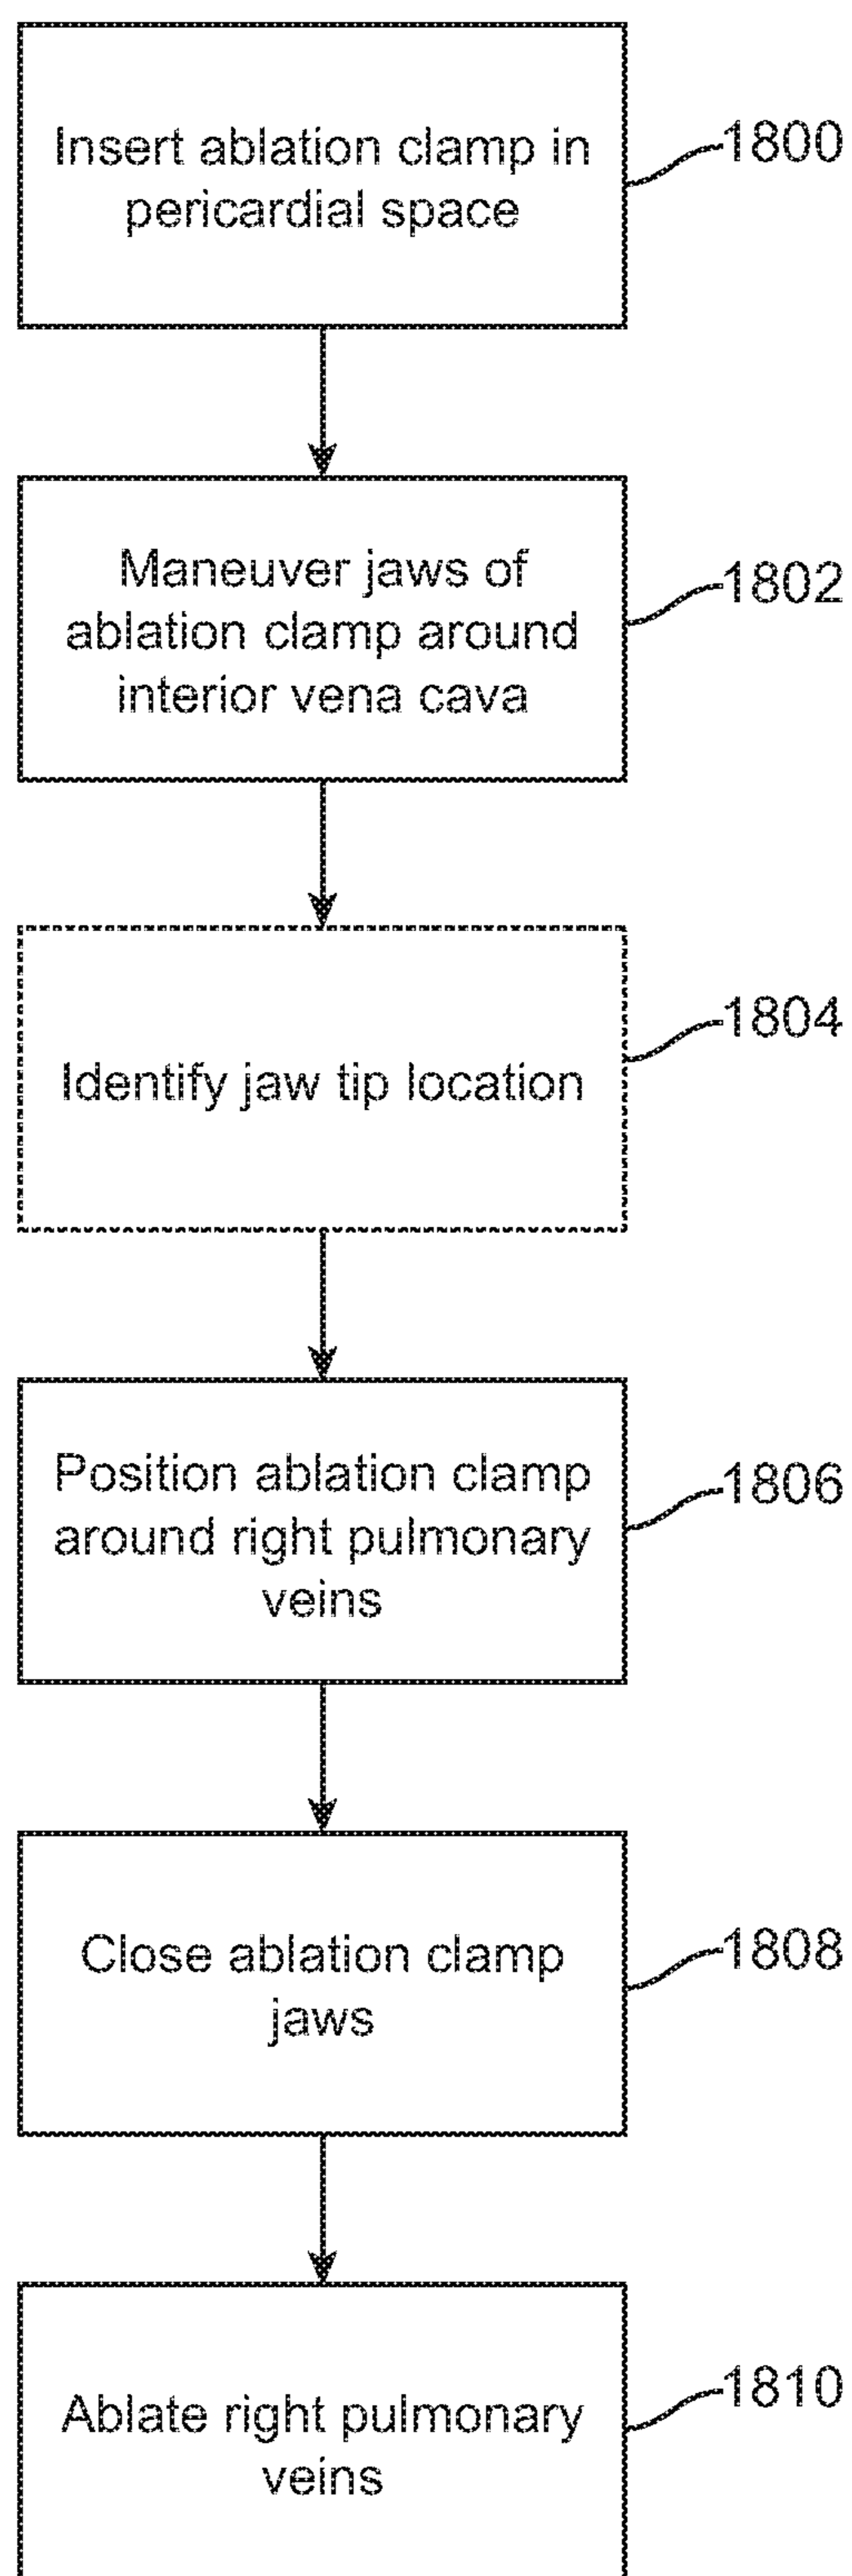 Insert ablation clamp in
pericardial space
1800
Maneuver jaws of
ablation clamp around
interior vena cava
1802
Identify jaw tip location
1804
Position ablation clamp
around right pulmonary
veins
1806
Close ablation clamp
jaws
1808
Ablate right pulmonary
veins
1810